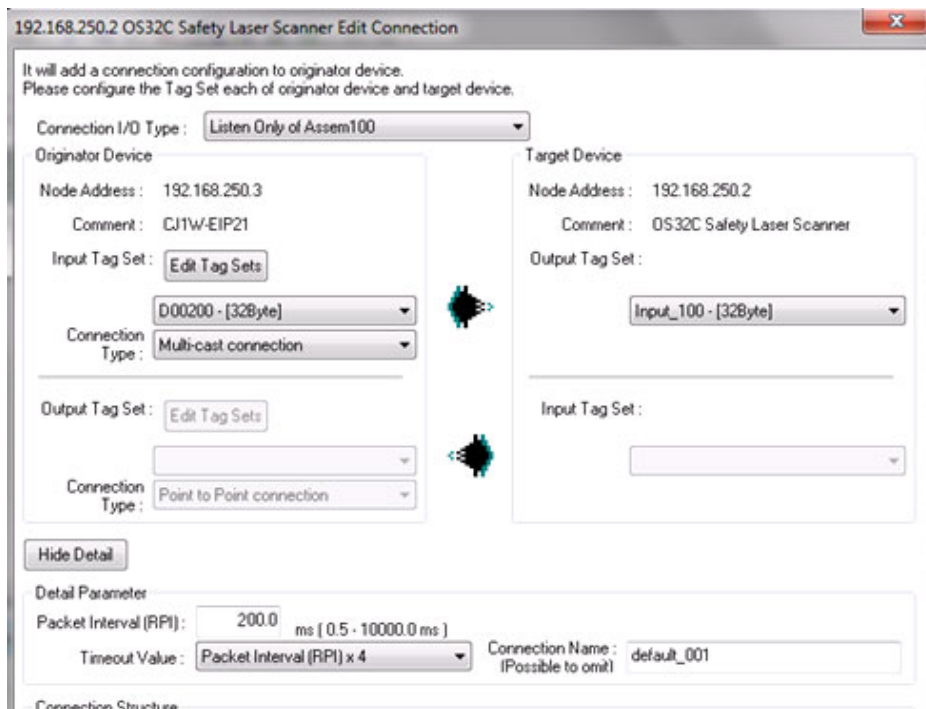 192.168.250.2 OS32C Safety Laser Scanner Edit Connection
It will add a connection configuration to originator device.
Please configure the Tag Set each of originator device and target device.
Connection I/O Type : Listen Only of Assem100
Originator Device
Node Address : 192.168.250.3
Comment : CJ1W-EIP21
Input Tag Set : Edit Tag Sets
D00200 - [32Byte]
Connection Type : Multi-cast connection
Output Tag Set : Edit Tag Sets
Connection Type : Point to Point connection
Target Device
Node Address : 192.168.250.2
Comment : OS32C Safety Laser Scanner
Output Tag Set :
Input_100 - [32Byte]
Input Tag Set :
Hide Detail
Detail Parameter
Packet Interval (RPI) : 200.0 ms ( 0.5 - 10000.0 ms )
Timeout Value : Packet Interval (RPI) x 4
Connection Name : default_001
(Possible to omit)
Connection Structure